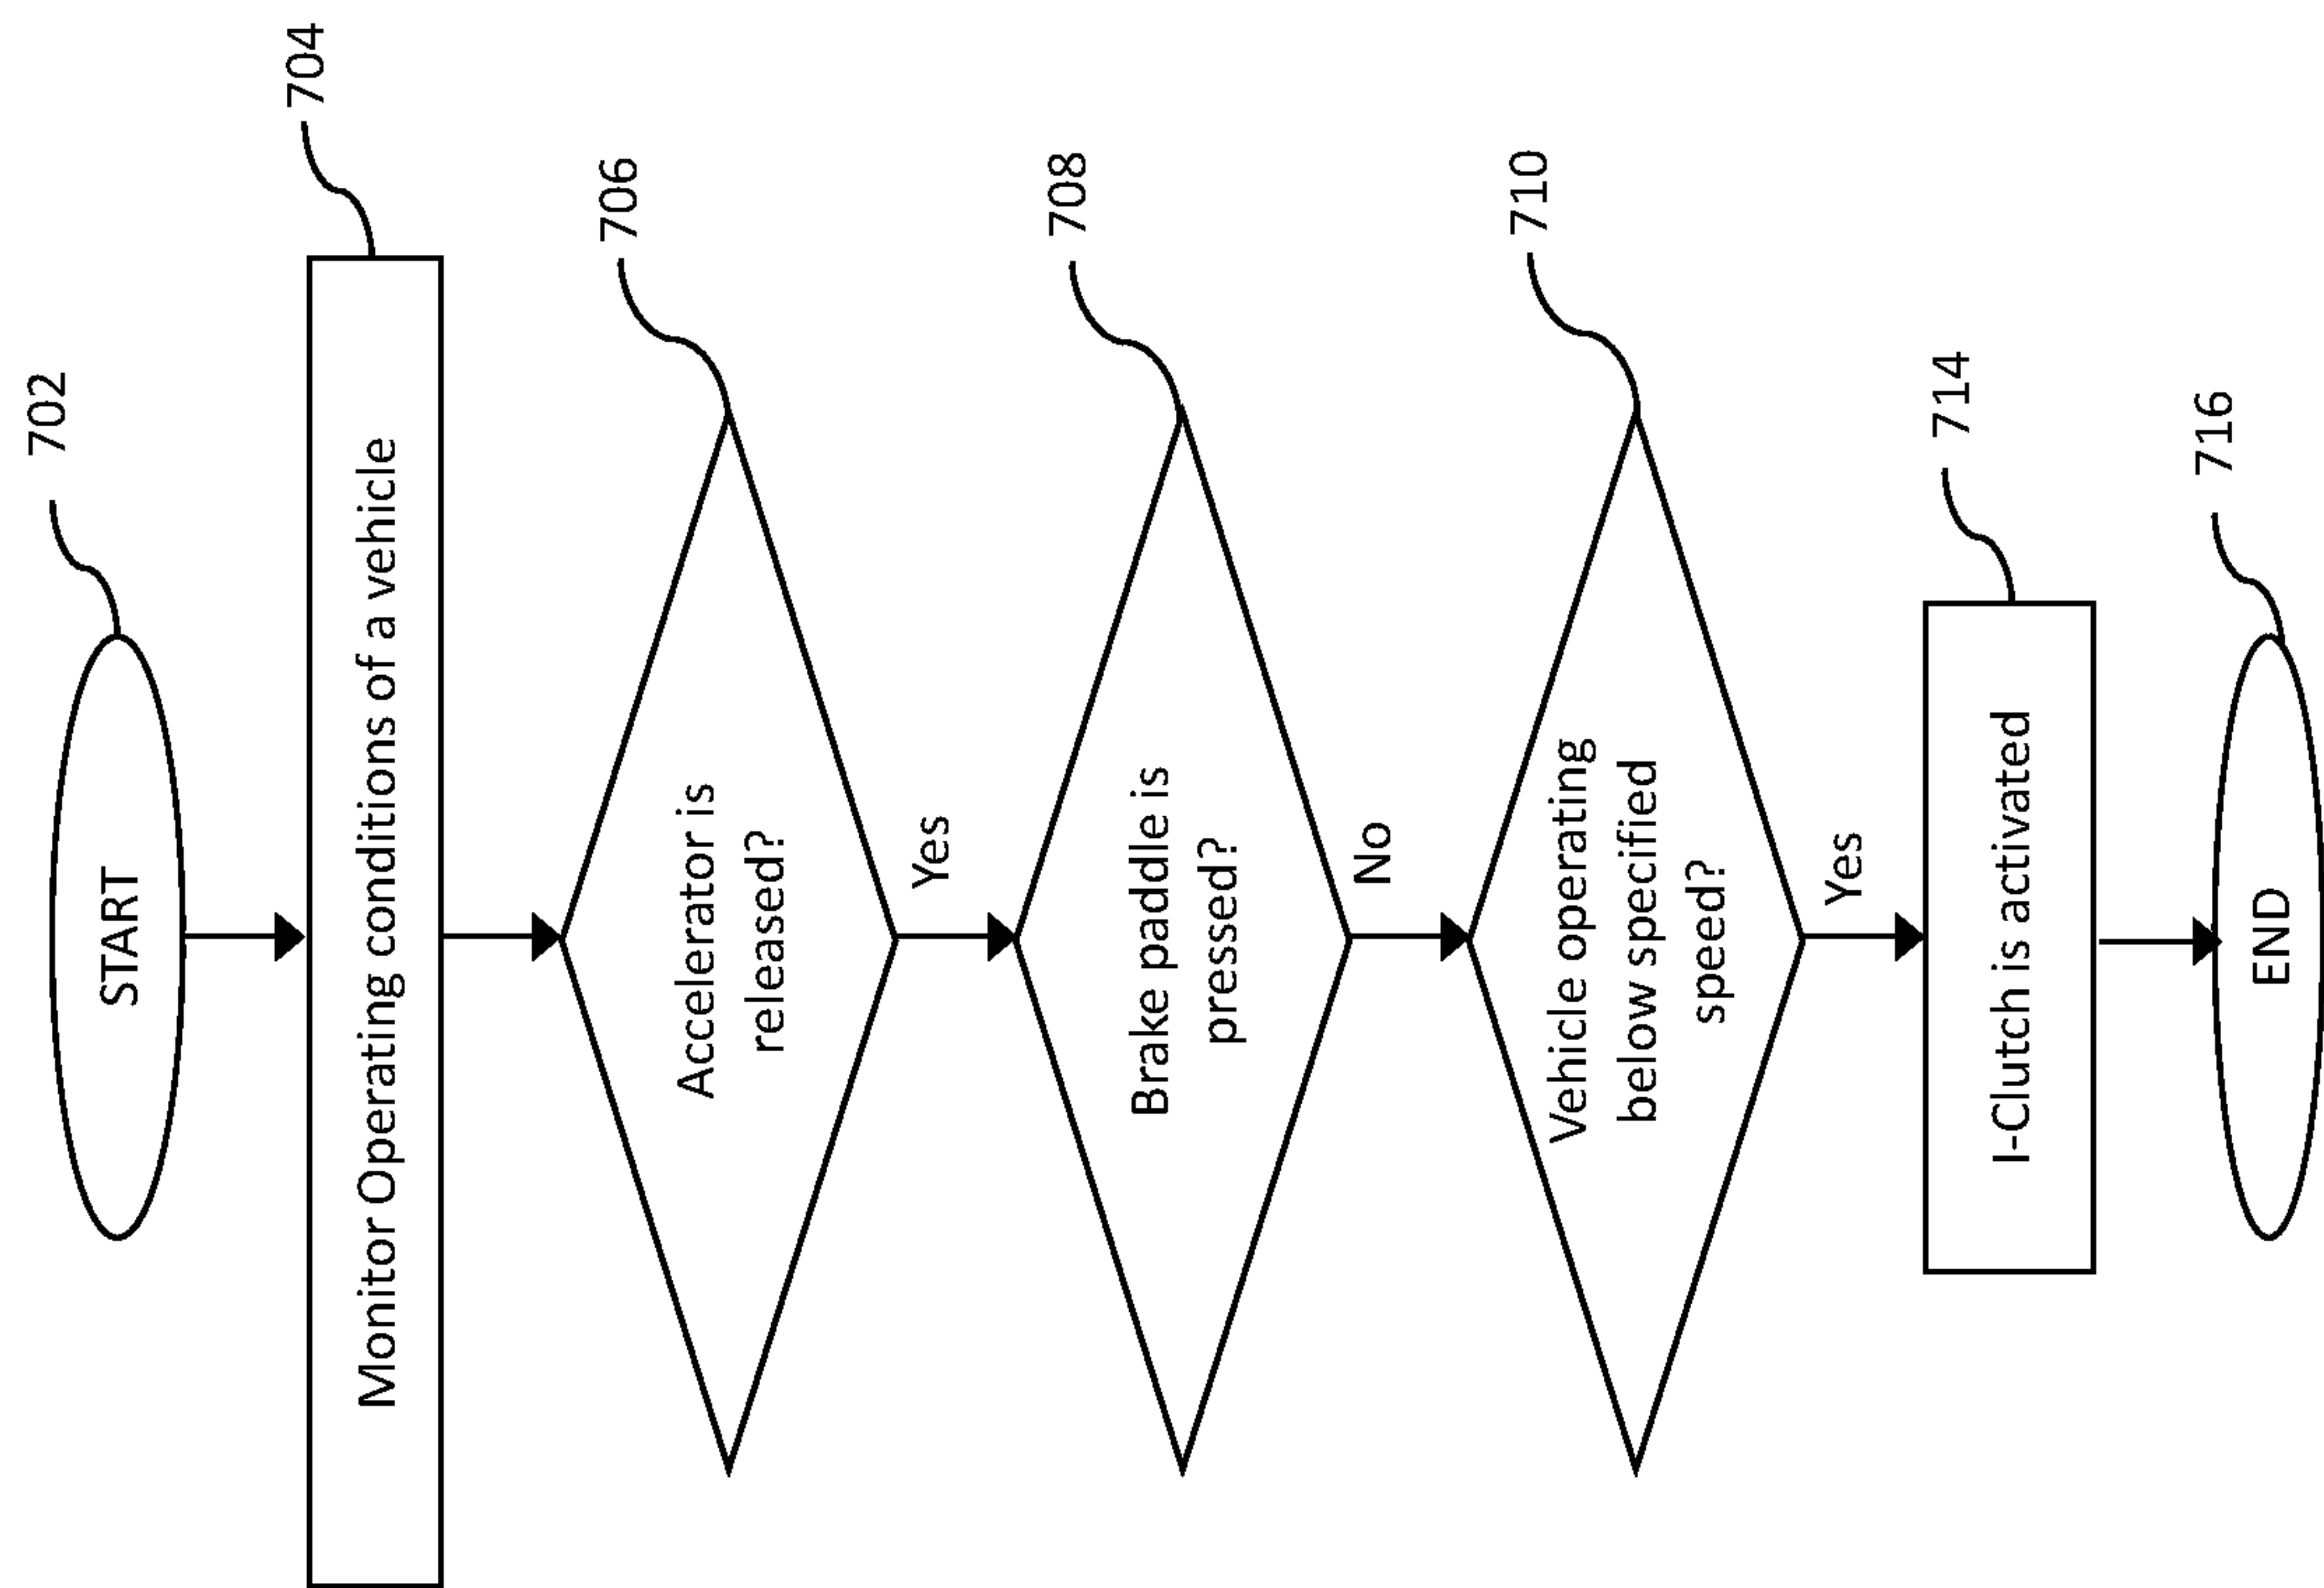 702
START
704
Monitor Operating conditions of a vehicle
706
Accelerator is
released?
Yes
708
Brake paddle is
pressed?
No
710
Vehicle operating
below specified
speed?
Yes
714
I-Clutch is activated
716
END